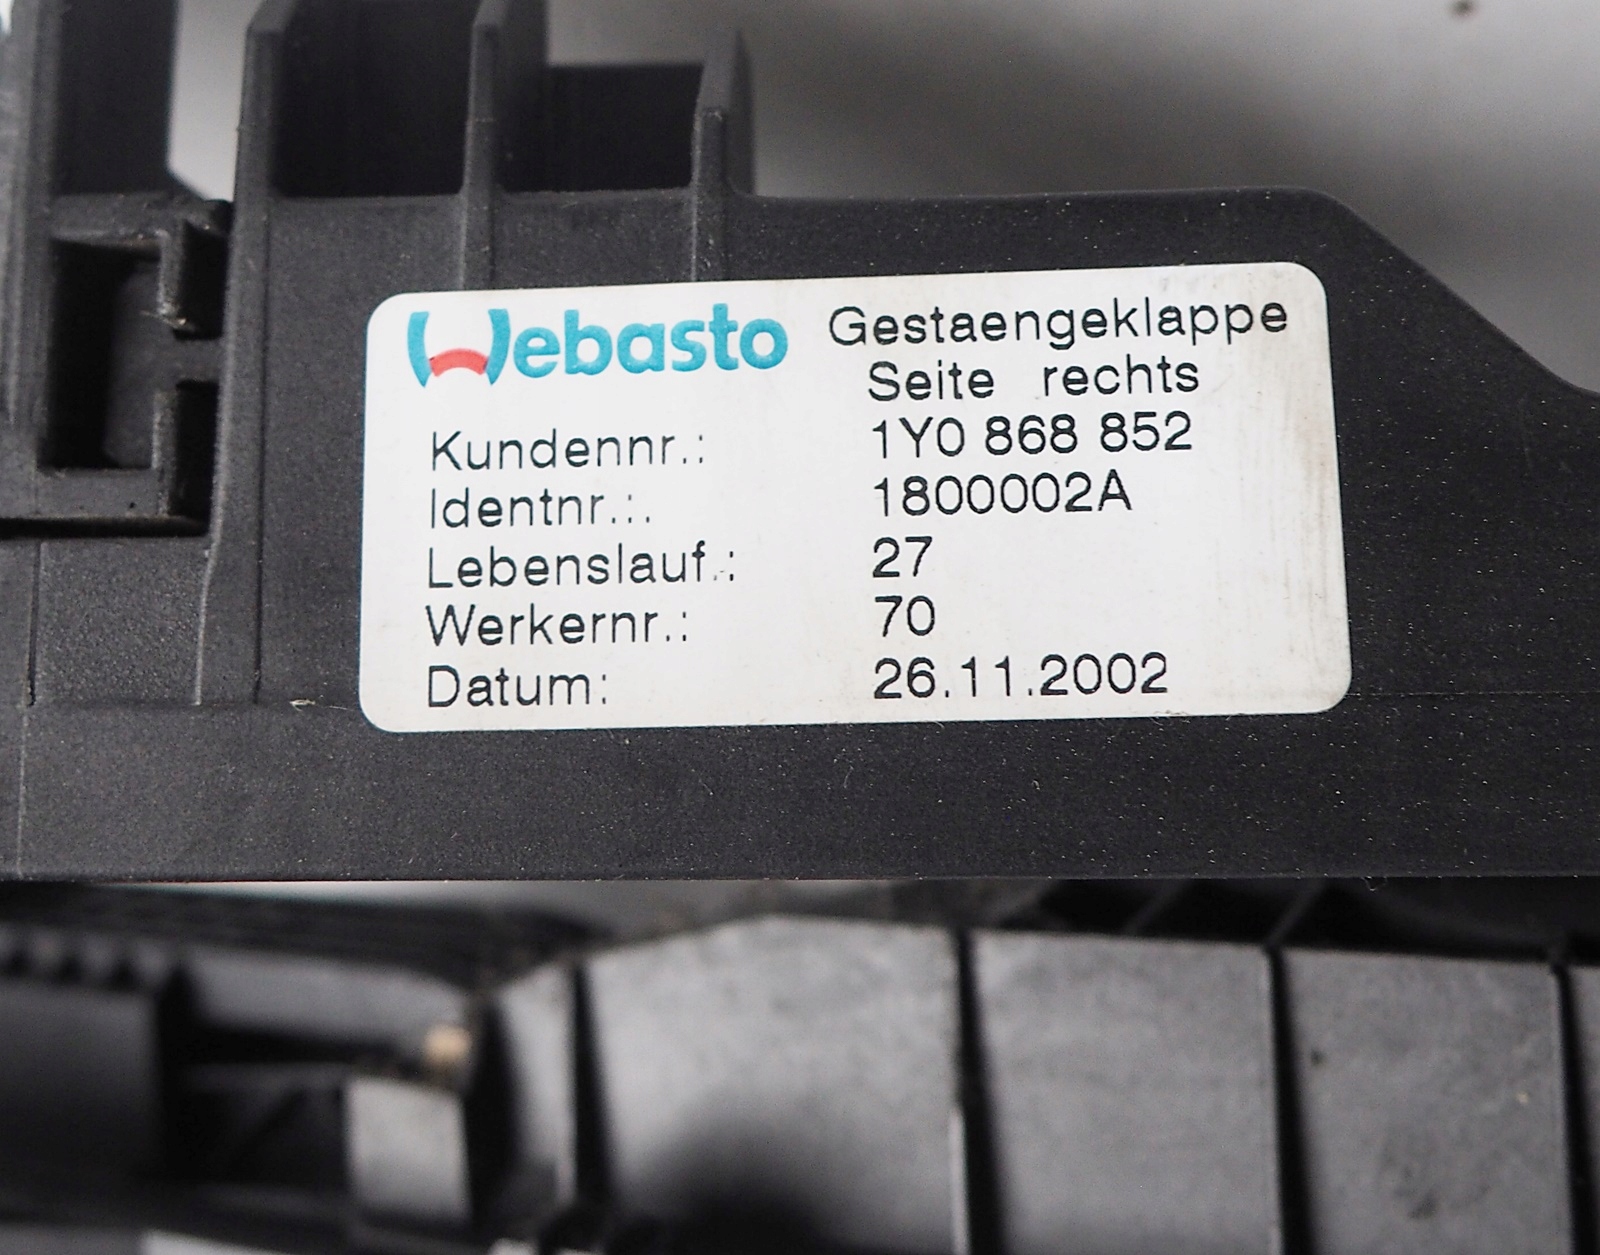 Webasto Gestaengeklappe
Seite rechts
Kundennr.: 1Y0 868 852
Identnr.:. 1800002A
Lebenslauf.: 27
Werkernr.: 70
Datum: 26.11.2002